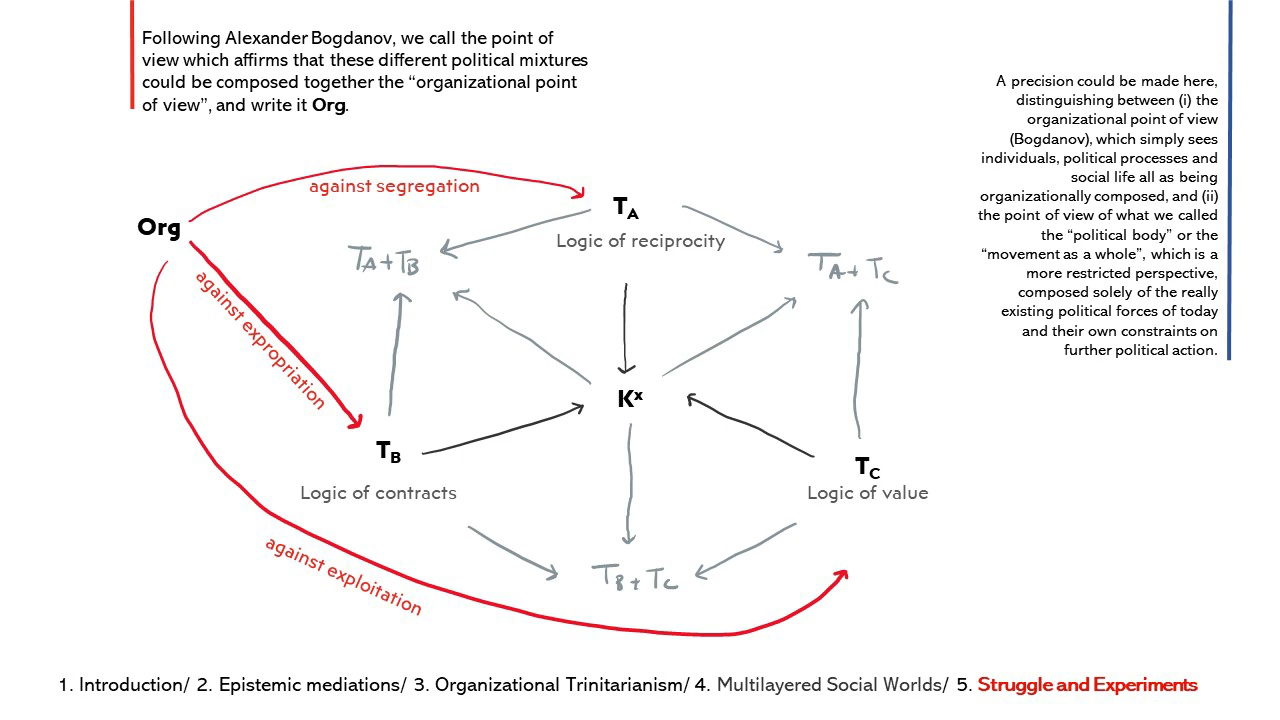 Following Alexander Bogdanov, we call the point of
view which affirms that these different political mixtures
could be composed together the “organizational point
of view”, and write it Org.
A precision could be made here,
distinguishing between (i) the
organizational point of view
(Bogdanov), which simply sees
individuals, political processes and
social life all as being
organizationally composed, and (ii)
the point of view of what we called
the “political body” or the
“movement as a whole”, which is a
more restricted perspective,
composed solely of the really
existing political forces of today
and their own constraints on
further political action.
against segregation
Org
TA
Logic of reciprocity
TA+TB
TA+TC
against expropriation
Kx
TB
Logic of contracts
TC
Logic of value
against exploitation
TB+TC
1. Introduction/ 2. Epistemic mediations/ 3. Organizational Trinitarianism/ 4. Multilayered Social Worlds/ 5. Struggle and Experiments